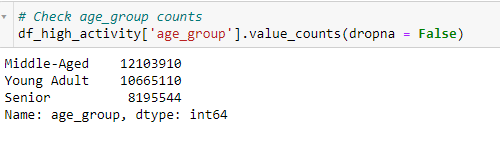 # Check age_group counts
df_high_activity['age_group'].value_counts(dropna = False)
Middle-Aged    12103910
Young Adult    10665110
Senior          8195544
Name: age_group, dtype: int64